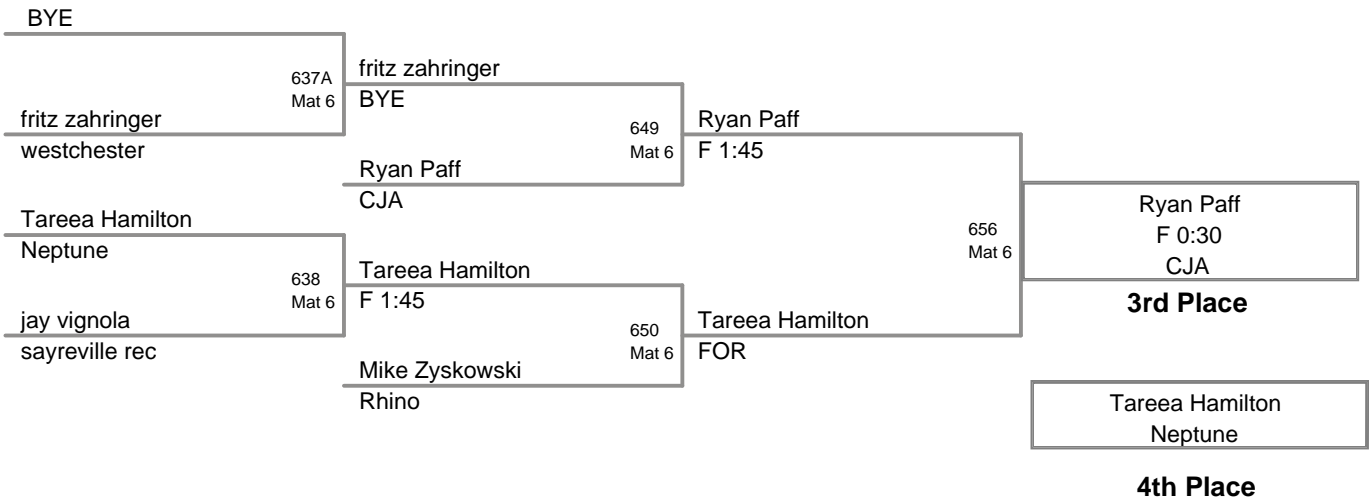 BYE
637A
Mat 6
fritz zahringer
westchester
fritz zahringer
BYE
649
Mat 6
Ryan Paff
CJA
Ryan Paff
F 1:45
Tareea Hamilton
Neptune
638
Mat 6
jay vignola
sayreville rec
Tareea Hamilton
F 1:45
650
Mat 6
Mike Zyskowski
Rhino
Tareea Hamilton
FOR
656
Mat 6
Ryan Paff
F 0:30
CJA
3rd Place
Tareea Hamilton
Neptune
4th Place